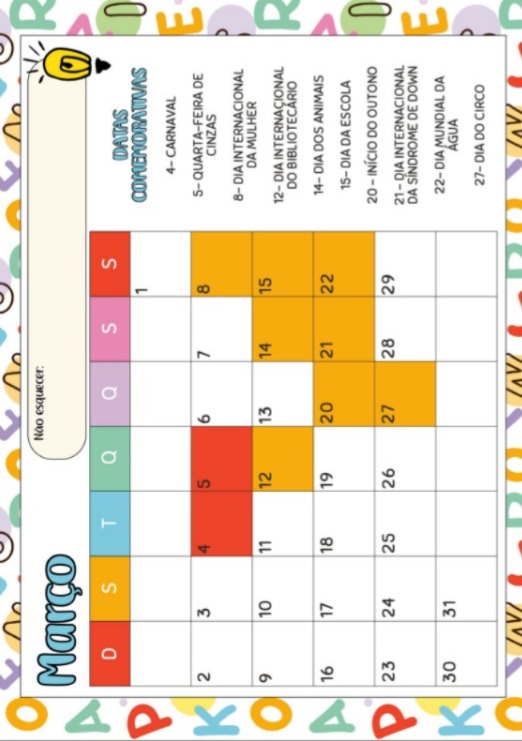 Março
Não esquecer:
D S T Q Q S S
1
2 3 4 5 6 7 8
9 10 11 12 13 14 15
16 17 18 19 20 21 22
23 24 25 26 27 28 29
30 31
DATAS
COMEMORATIVAS
4- CARNAVAL
5- QUARTA-FEIRA DE
CINZAS
8- DIA INTERNACIONAL
DA MULHER
12- DIA INTERNACIONAL
DO BIBLIOTECÁRIO
14- DIA DOS ANIMAIS
15- DIA DA ESCOLA
20 - INÍCIO DO OUTONO
21- DIA INTERNACIONAL
DA SÍNDROME DE DOWN
22- DIA MUNDIAL DA
ÁGUA
27- DIA DO CIRCO